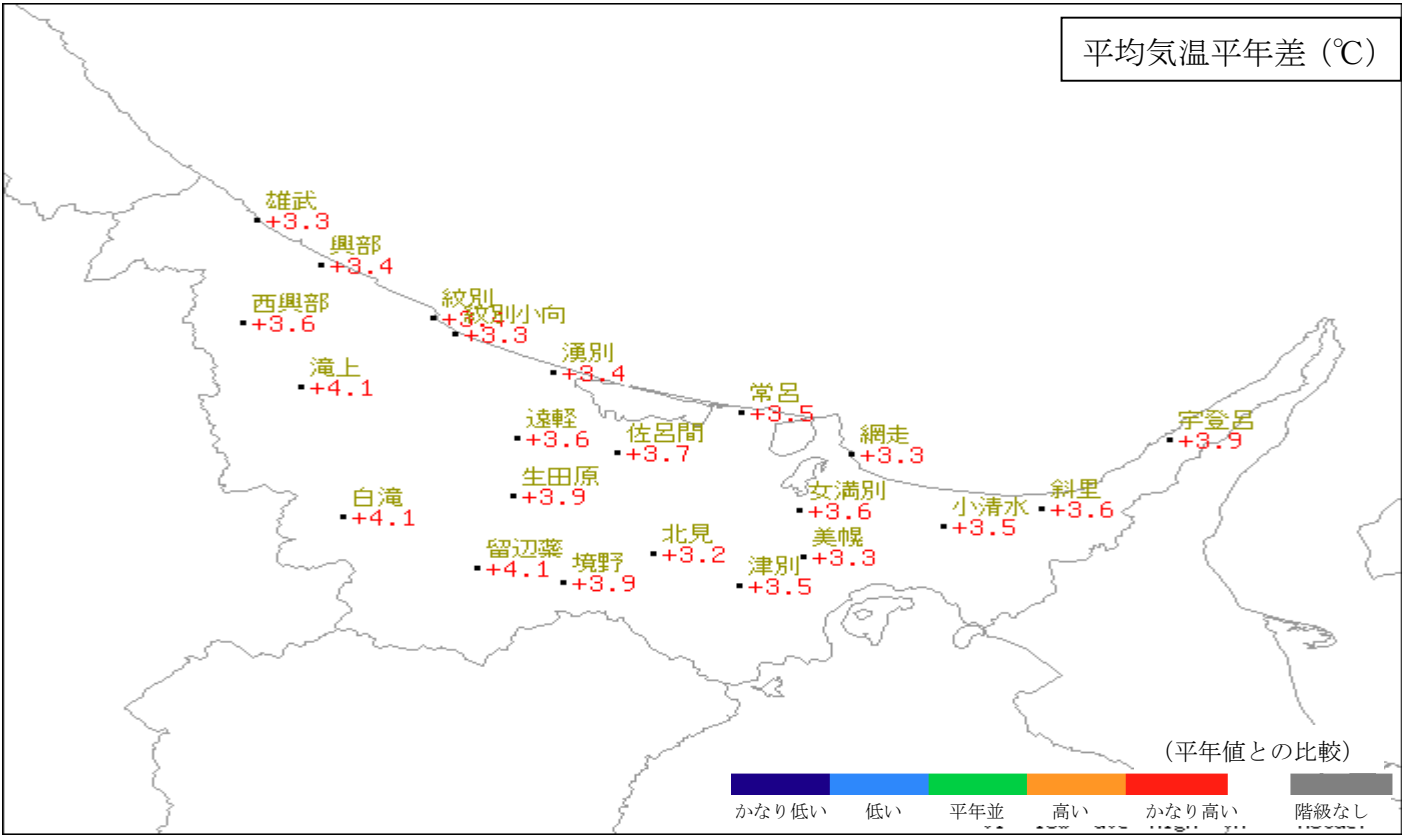 平均気温平年差（℃）
雄武
+3.3
興部
+3.4
西興部
+3.6
紋別
+3.4
紋別小向
+3.3
滝上
+4.1
湧別
+3.4
常呂
+3.5
遠軽
+3.6
佐呂間
+3.7
網走
+3.3
宇登呂
+3.9
生田原
+3.9
白滝
+4.1
女満別
+3.6
小清水
+3.5
斜里
+3.6
留辺蘂
+4.1
境野
+3.9
北見
+3.2
美幌
+3.3
津別
+3.5
（平年値との比較）
かなり低い 低い 平年並 高い かなり高い 階級なし